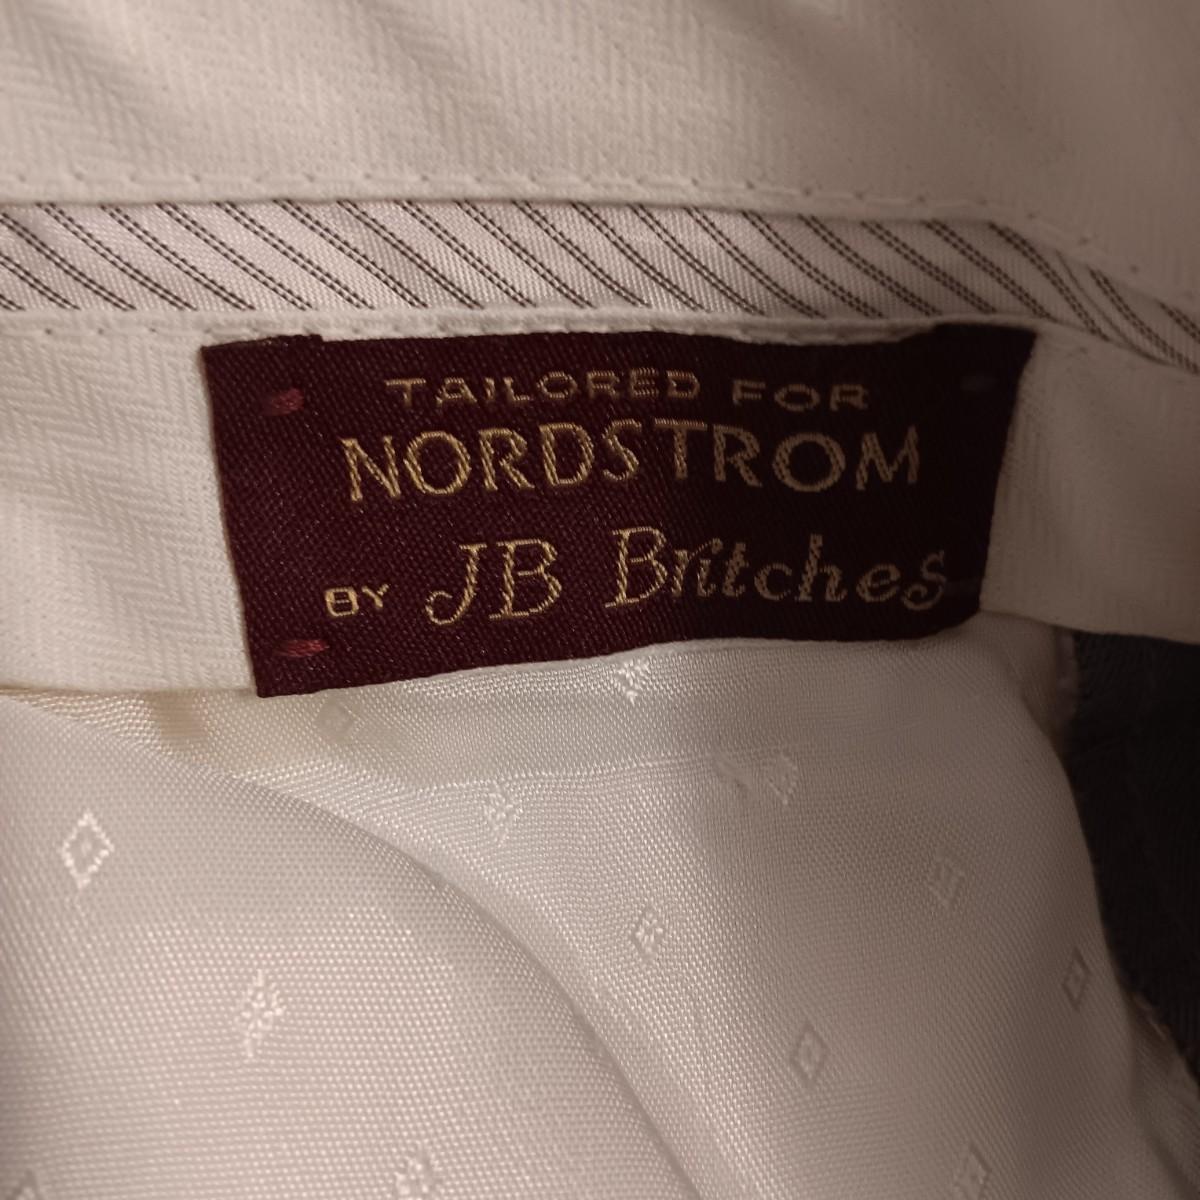 TAILORED FOR
NORDSTROM
BY JB Britches